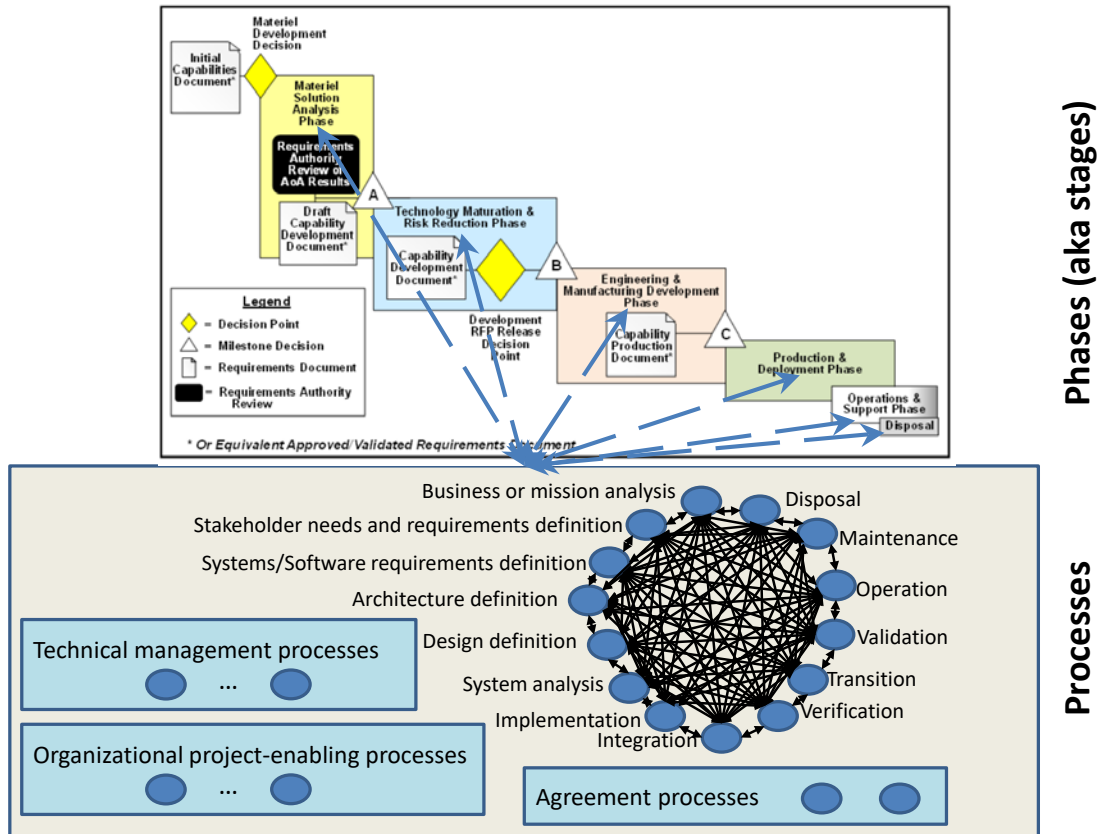 Materiel
Development
Decision
Initial
Capabilities
Document*
Materiel
Solution
Analysis
Phase
Requirements
Authority
Review of
AoA Results
A
Draft
Capability
Development
Document*
Technology Maturation &
Risk Reduction Phase
Capability
Development
Document*
B
Development
RFP Release
Decision
Point
Engineering &
Manufacturing Development
Phase
Capability
Production
Document*
C
Production &
Deployment Phase
Operations &
Support Phase
Disposal
Legend
= Decision Point
= Milestone Decision
= Requirements Document
= Requirements Authority
Review
* Or Equivalent Approved/Validated Requirements Document
Phases (aka stages)
Business or mission analysis
Stakeholder needs and requirements definition
Systems/Software requirements definition
Architecture definition
Design definition
System analysis
Implementation
Integration
Disposal
Maintenance
Operation
Validation
Transition
Verification
Technical management processes
...
Organizational project-enabling processes
...
Agreement processes
Processes